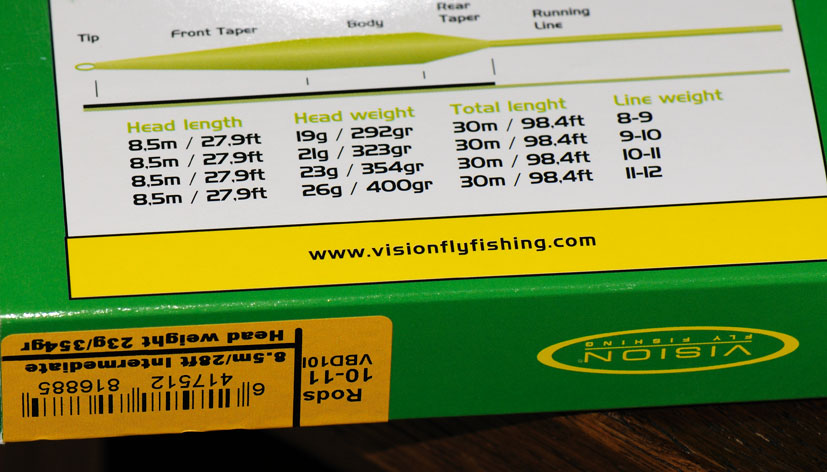 Tip Front Taper Body Rear Taper Running Line
Head length Head weight Total lenght Line weight
8,5m / 27,9ft 19g / 292gr 30m / 98,4ft 8-9
8,5m / 27,9ft 21g / 323gr 30m / 98,4ft 9-10
8,5m / 27,9ft 23g / 354gr 30m / 98,4ft 10-11
8,5m / 27,9ft 26g / 400gr 30m / 98,4ft 11-12
www.visionflyfishing.com
VISION
FLY FISHING
Rods
10-11
VBD10I
6 417512 816885
8.5m/28ft Intermediate
Head weight 23g/354gr